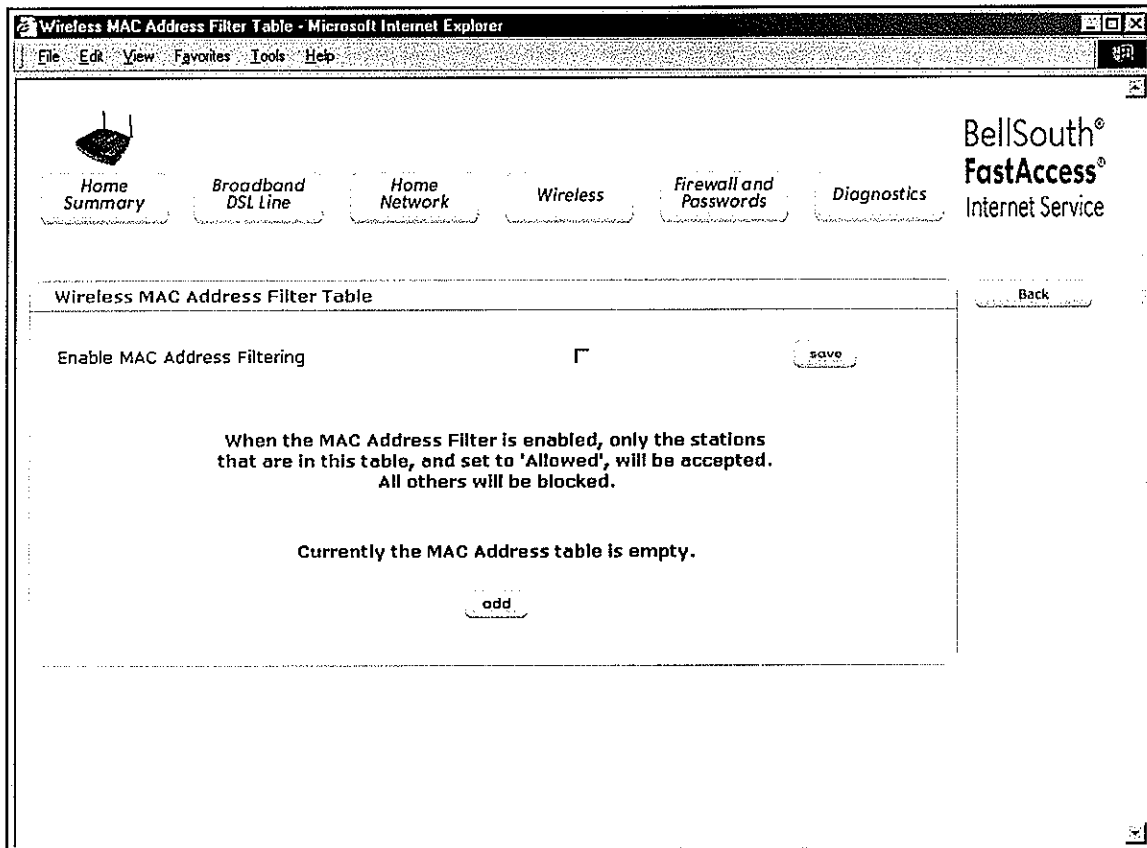 Wireless MAC Address Filter Table - Microsoft Internet Explorer
File Edit View Favorites Tools Help
BellSouth®
FastAccess®
Internet Service
Home Summary
Broadband DSL Line
Home Network
Wireless
Firewall and Passwords
Diagnostics
Wireless MAC Address Filter Table
Back
Enable MAC Address Filtering
save
When the MAC Address Filter is enabled, only the stations
that are in this table, and set to 'Allowed', will be accepted.
All others will be blocked.
Currently the MAC Address table is empty.
add